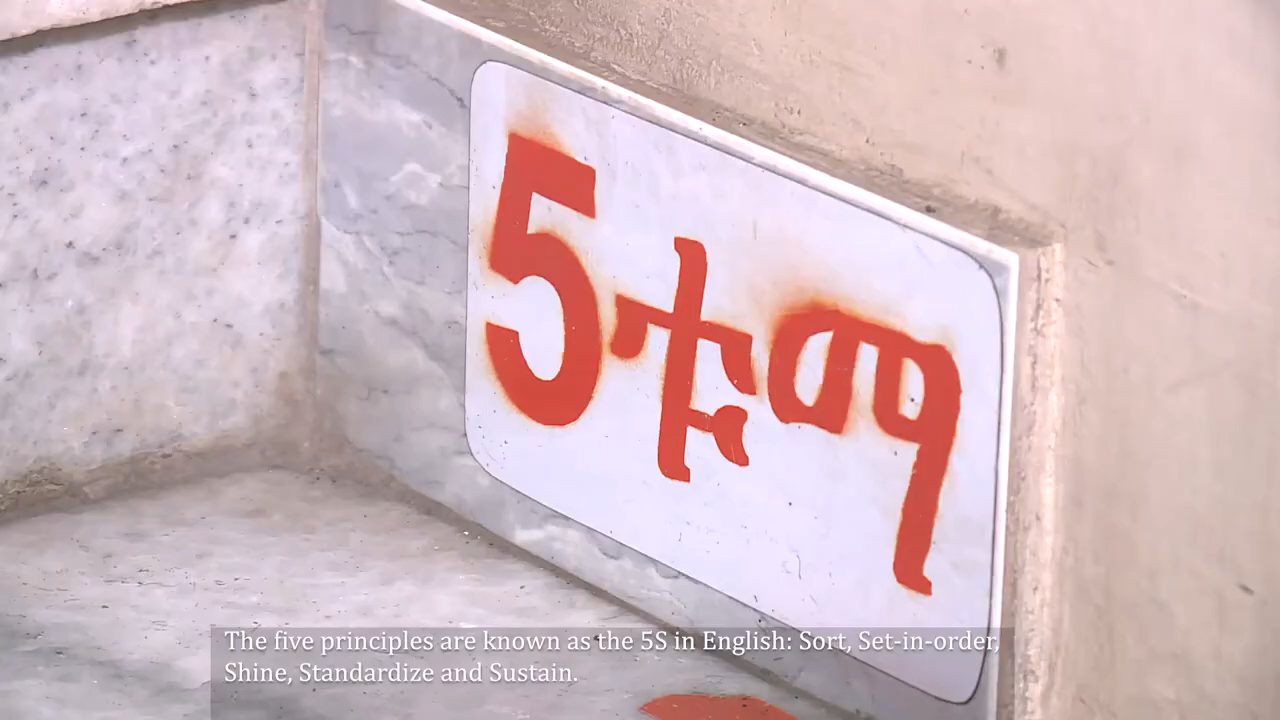 5ቱማ
The five principles are known as the 5S in English: Sort, Set-in-order,
Shine, Standardize and Sustain.